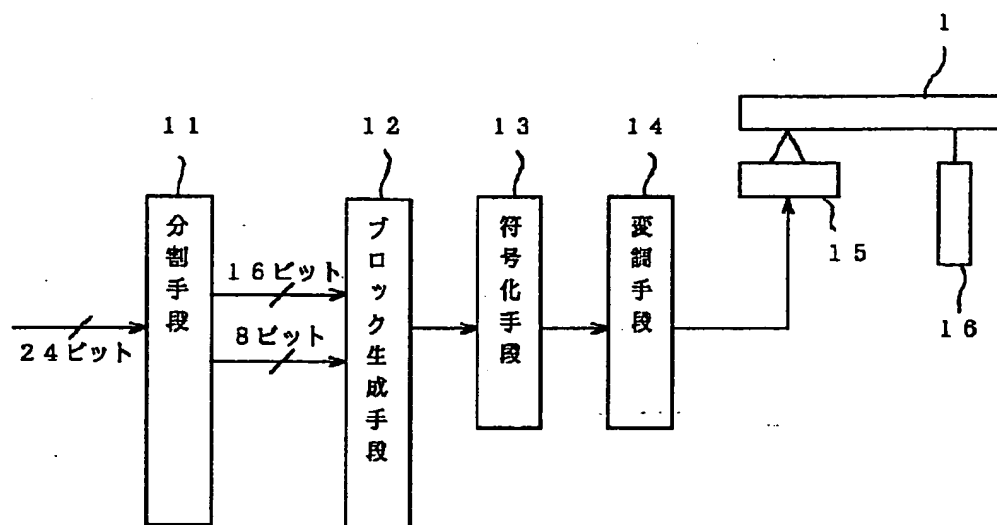 1
11
12
13
14
分割手段
ブロック生成手段
符号化手段
変調手段
15
16
16ビット
8ビット
24ビット